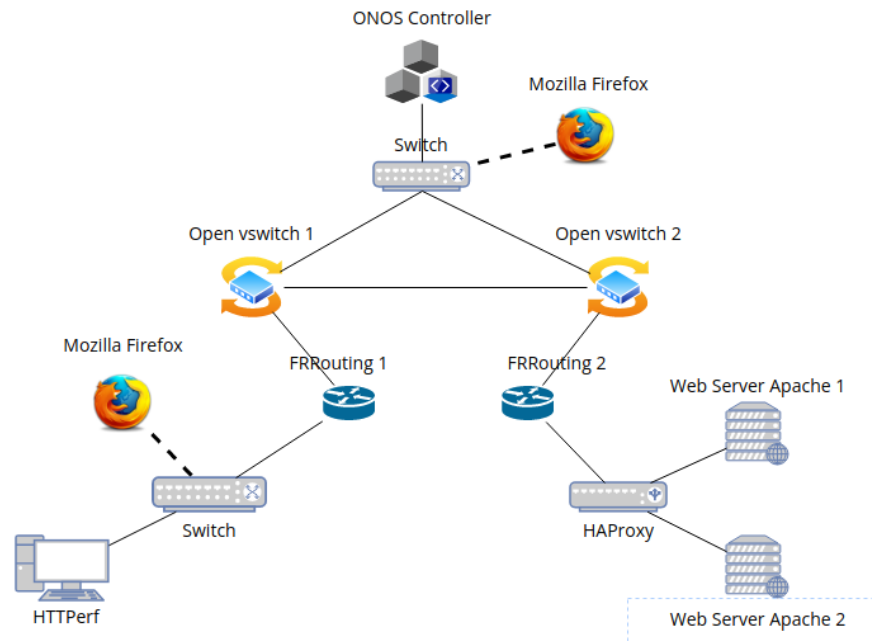 ONOS Controller
Mozilla Firefox
Switch
Open vswitch 1
Open vswitch 2
Mozilla Firefox
FRRouting 1
FRRouting 2
Web Server Apache 1
Switch
HAProxy
HTTPerf
Web Server Apache 2